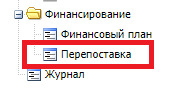 Финансирование
Финансовый план
Перепоставка
Журнал